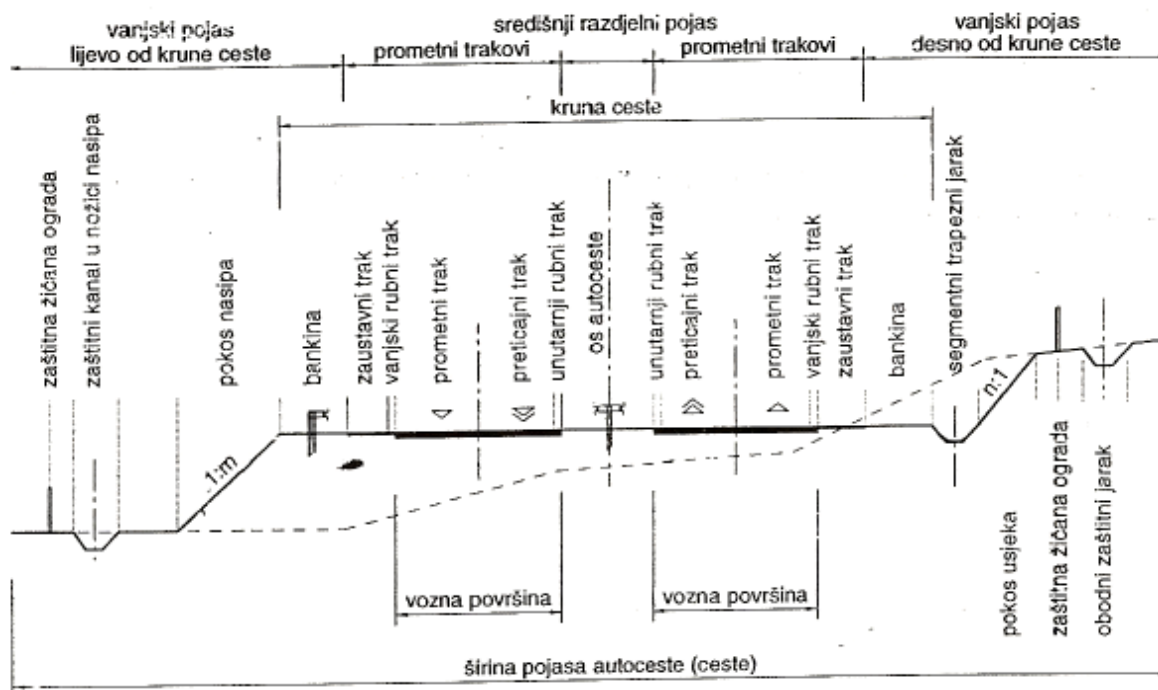 vanjski pojas
lijevo od krune ceste
prometni trakovi
središnji razdjelni pojas
prometni trakovi
vanjski pojas
desno od krune ceste
kruna ceste
zaštitna žičana ograda
zaštitni kanal u nožici nasipa
pokos nasipa
bankina
zaustavni trak
vanjski rubni trak
prometni trak
preticajni trak
unutarnji rubni trak
os autoceste
unutarnji rubni trak
preticajni trak
prometni trak
vanjski rubni trak
zaustavni trak
bankina
segmentni trapezni jarak
1:m
n:1
pokos usjeka
zaštitna žičana ograda
obodni zaštitni jarak
vozna površina
vozna površina
širina pojasa autoceste (ceste)